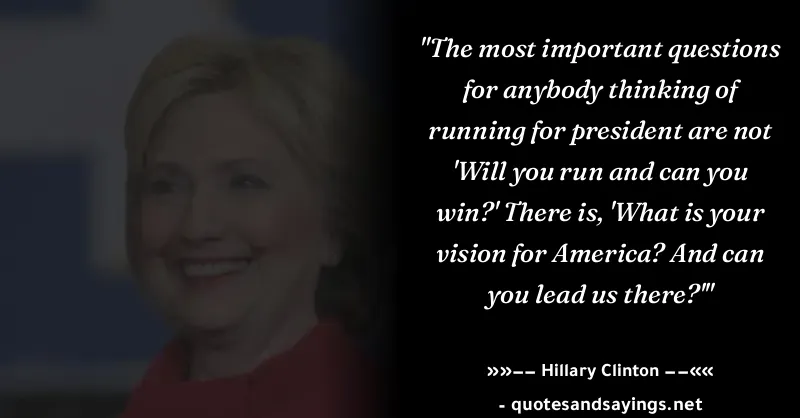 "The most important questions
for anybody thinking of
running for president are not
'Will you run and can you
win?' There is, 'What is your
vision for America? And can
you lead us there?'"
»»−− Hillary Clinton −−««
- quotesandsayings.net